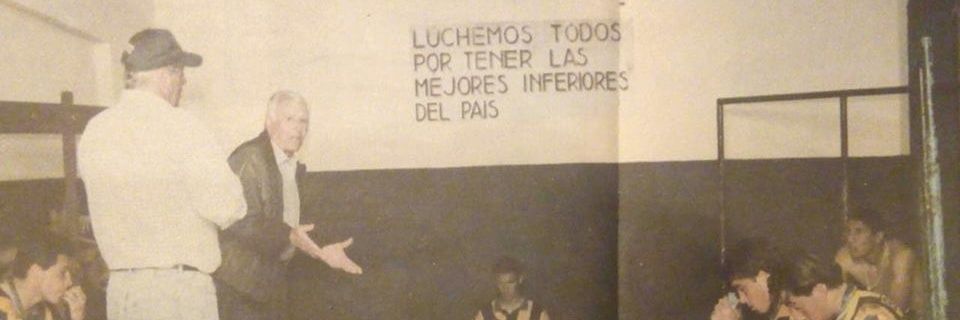 LUCHEMOS TODOS
POR TENER LAS
MEJORES INFERIORES
DEL PAIS